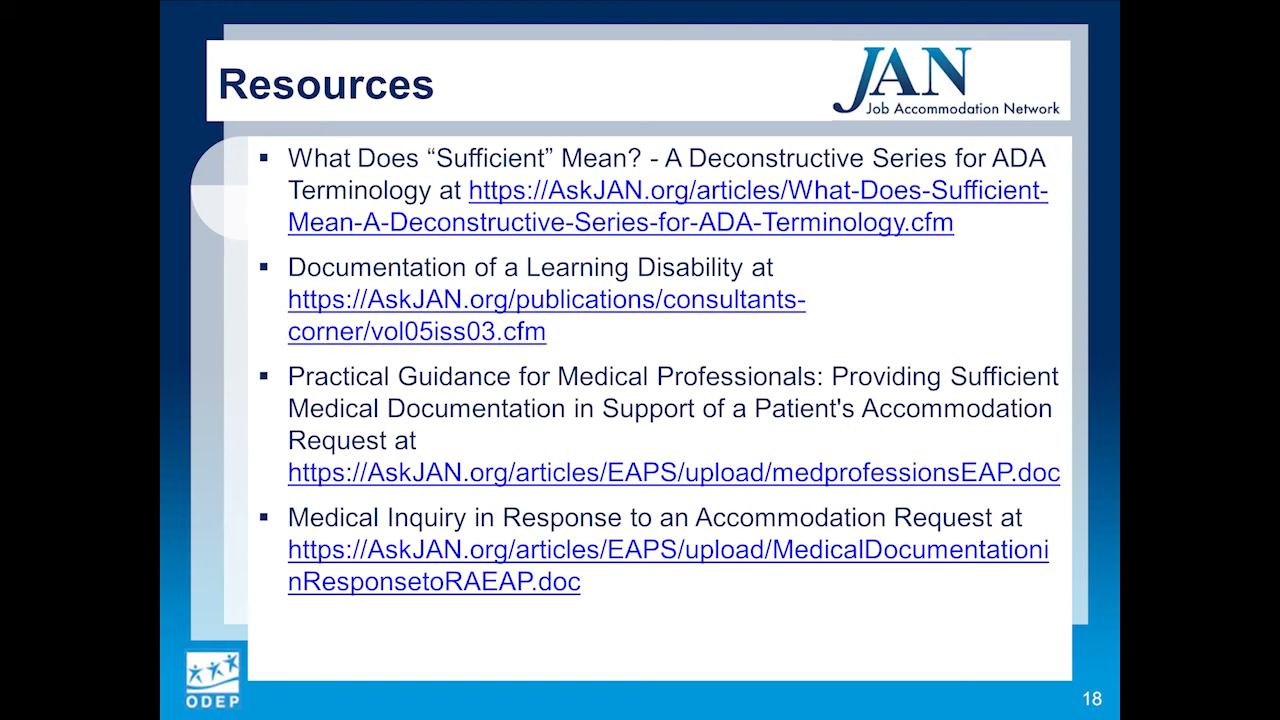 Resources
JAN
Job Accommodation Network
▪ What Does “Sufficient” Mean? - A Deconstructive Series for ADA
Terminology at https://AskJAN.org/articles/What-Does-Sufficient-
Mean-A-Deconstructive-Series-for-ADA-Terminology.cfm
▪ Documentation of a Learning Disability at
https://AskJAN.org/publications/consultants-
corner/vol05iss03.cfm
▪ Practical Guidance for Medical Professionals: Providing Sufficient
Medical Documentation in Support of a Patient's Accommodation
Request at
https://AskJAN.org/articles/EAPS/upload/medprofessionsEAP.doc
▪ Medical Inquiry in Response to an Accommodation Request at
https://AskJAN.org/articles/EAPS/upload/MedicalDocumentationi
nResponsetoRAEAP.doc
ODEP
18